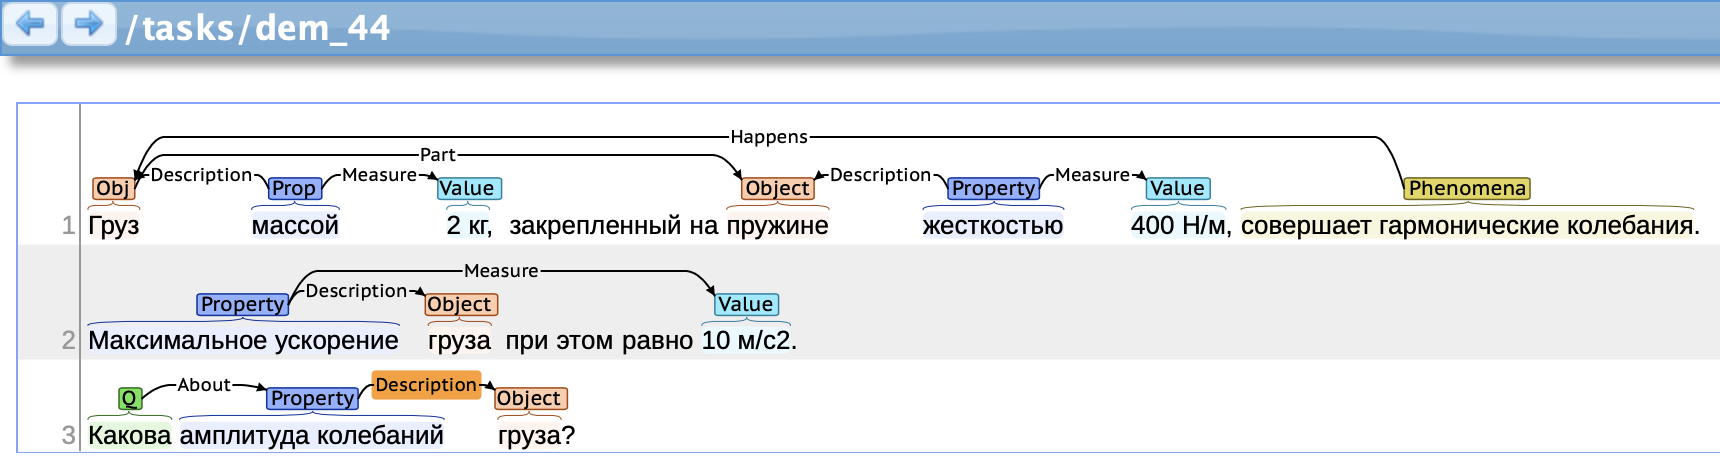 /tasks/dem_44
Happens
Part
Description Measure Description Measure
Obj Prop Value Object Property Value Phenomena
1 Груз массой 2 кг, закрепленный на пружине жесткостью 400 Н/м, совершает гармонические колебания.
Measure
Description
Property Object Value
2 Максимальное ускорение груза при этом равно 10 м/с2.
About Description
Q Property Object
3 Какова амплитуда колебаний груза?